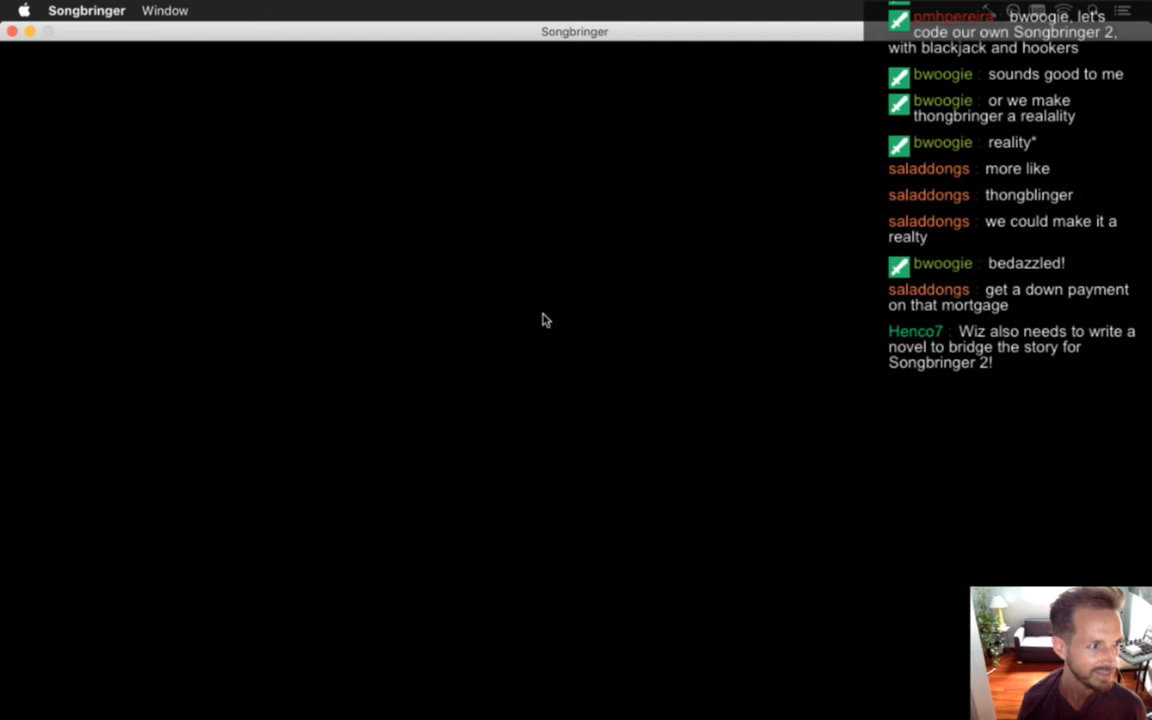 Songbringer Window
Songbringer
pmhpereira bwoogie, let's
code our own Songbringer 2,
with blackjack and hookers
bwoogie : sounds good to me
bwoogie : or we make
thongbringer a realality
bwoogie : reality*
saladdongs : more like
saladdongs : thongblinger
saladdongs : we could make it a
realty
bwoogie : bedazzled!
saladdongs : get a down payment
on that mortgage
Henco7 : Wiz also needs to write a
novel to bridge the story for
Songbringer 2!